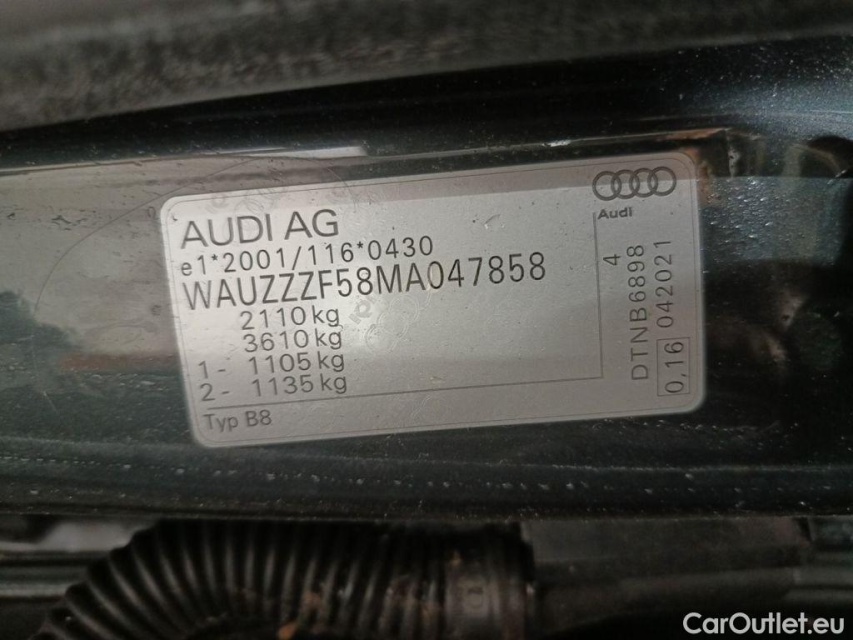 AUDI AG
e1*2001/116*0430
WAUZZZF58MA047858
2110 kg
3610 kg
1 - 1105 kg
2 - 1135 kg
Typ B8
Audi
4
DTNB6898
0,16 042021
CarOutlet.eu